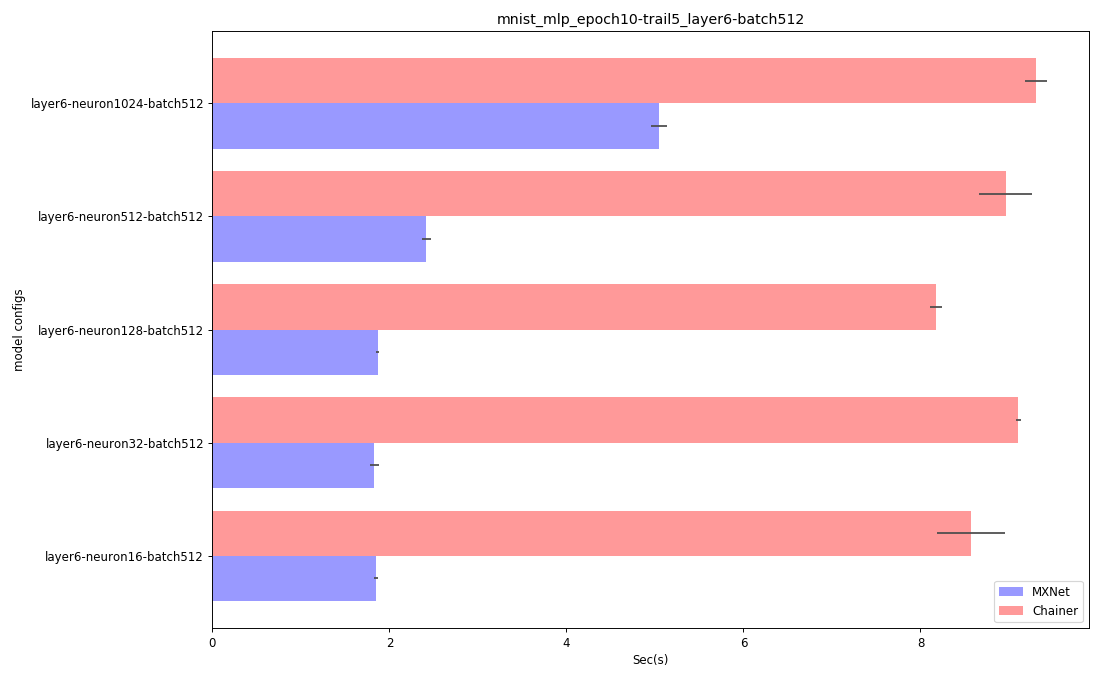 mnist_mlp_epoch10-trail5_layer6-batch512
model configs
layer6-neuron1024-batch512
layer6-neuron512-batch512
layer6-neuron128-batch512
layer6-neuron32-batch512
layer6-neuron16-batch512
MXNet
Chainer
0 2 4 6 8
Sec(s)